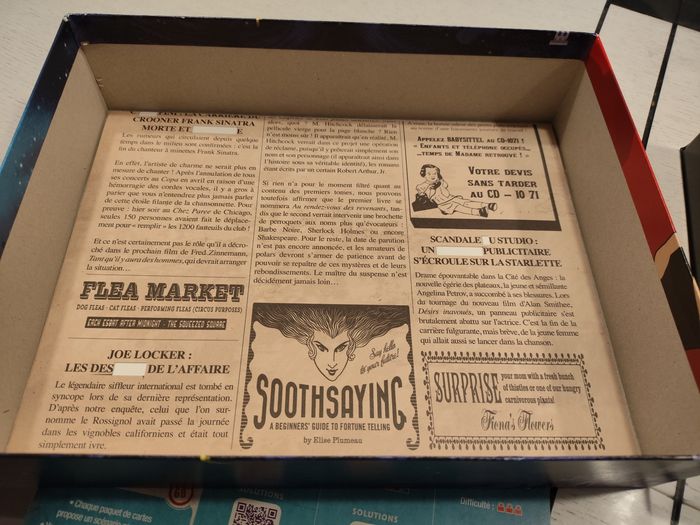 CROONER FRANK SINATRA
MORTE ET E
Les rumeurs qui circulaient depuis quelque
temps dans le milieu sont confirmées : c'est la
fin du chanteur à minettes Frank Sinatra.
En effet, l'artiste de charme ne serait plus en
mesure de chanter ! Après l'annulation de tous
ses concerts au Copa en avril en raison d'une
hémorragie des cordes vocales, il y a gros à
parier que vous n'entendrez plus jamais parler
de cette étoile filante de la chansonnette. Pour
preuve : hier soir au Chez Paree de Chicago,
seules 150 personnes avaient fait le déplace-
ment pour « remplir » les 1200 fauteuils du club !
Et ce n'est certainement pas le rôle qu'il a décro-
ché dans le prochain film de Fred Zinnemann,
Tant qu'il y aura des hommes, qui devrait arranger
la situation…
FLEA MARKET
DOG FLEAS - CAT FLEAS - PERFORMING FLEAS (CIRCUS PURPOSES)
EACH ESBAT AFTER MIDNIGHT - THE SQUEEZED SQUARE
JOE LOCKER :
LES DES DE L'AFFAIRE
Le légendaire siffleur international est tombé en
syncope lors de sa dernière représentation.
D'après notre enquête, celui que l'on sur-
nomme le Rossignol avait passé la journée
dans les vignobles californiens et était tout
simplement ivre.
alors, quoi ? M. Hitchcock délaisserait la
pellicule vierge pour la page blanche ? Rien
n'est moins sûr ! Il apparaîtrait qu'en réalité, M.
Hitchcock verrait dans ce projet une opération
de réclame, puisqu'il y prêterait simplement son
nom et son personnage (il apparaîtrait ainsi dans
l'histoire sous sa véritable identité), les romans
étant écrits par un certain Robert Arthur, Jr.
Si rien n'a pour le moment filtré quant au
contenu des premiers tomes, nous pouvons
toutefois affirmer que le premier livre se
nommera Au rendez-vous des revenants, tan-
dis que le second verrait intervenir une brochette
de perroquets aux noms plus qu'évocateurs :
Barbe Noire, Sherlock Holmes ou encore
Shakespeare. Pour le reste, la date de parution
n'est pas encore annoncée, et les amateurs de
polars devront s'armer de patience avant de
pouvoir se repaître de ces mystères et de leurs
rebondissements. Le maître du suspense n'est
décidément jamais loin…
Say hello
to your future!
SOOTHSAYING
A BEGINNERS' GUIDE TO FORTUNE TELLING
by Elise Plumeau
APPELEZ BABYSITTEL AU CD-1071 !
« ENFANTS ET TÉLÉPHONE OCCUPÉS...
...TEMPS DE MADAME RETROUVÉ ! »
VOTRE DEVIS
SANS TARDER
AU CD – 10 71
SCANDALE U STUDIO :
UN PUBLICITAIRE
S'ÉCROULE SUR LA STARLETTE
Drame épouvantable dans la Cité des Anges : la
nouvelle égérie des plateaux, la jeune et sémillante
Angelina Petrov, a succombé à ses blessures. Lors
du tournage du nouveau film d'Alan Smithee,
Désirs inavoués, un panneau publicitaire s'est
brutalement abattu sur l'actrice. C'est la fin de la
carrière fulgurante, mais brève, de la jeune femme
qui allait aussi se lancer dans la chanson.
SURPRISE
your mom with a fresh bunch
of thistles or one of our hungry
carnivorous plants!
Fiona's Flowers
• Chaque paquet de cartes
propose un
60
SOLUTIONS
SOLUTIONS
Difficulté :